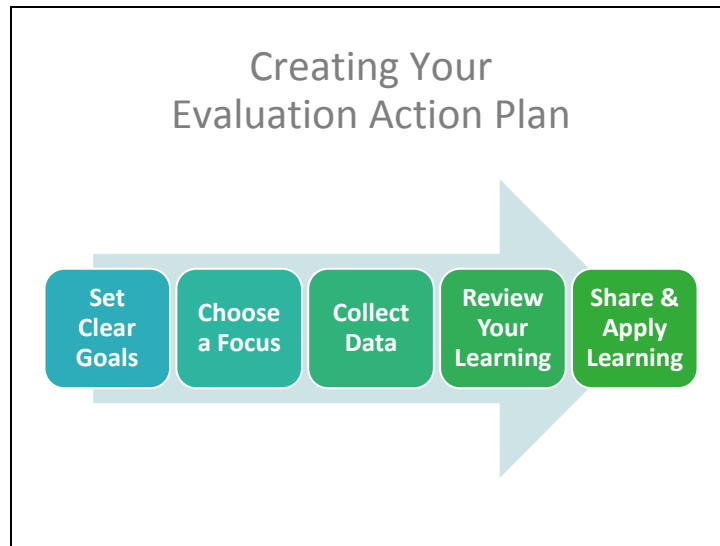 Creating Your
Evaluation Action Plan
Set
Clear
Goals
Choose
a Focus
Collect
Data
Review
Your
Learning
Share &
Apply
Learning